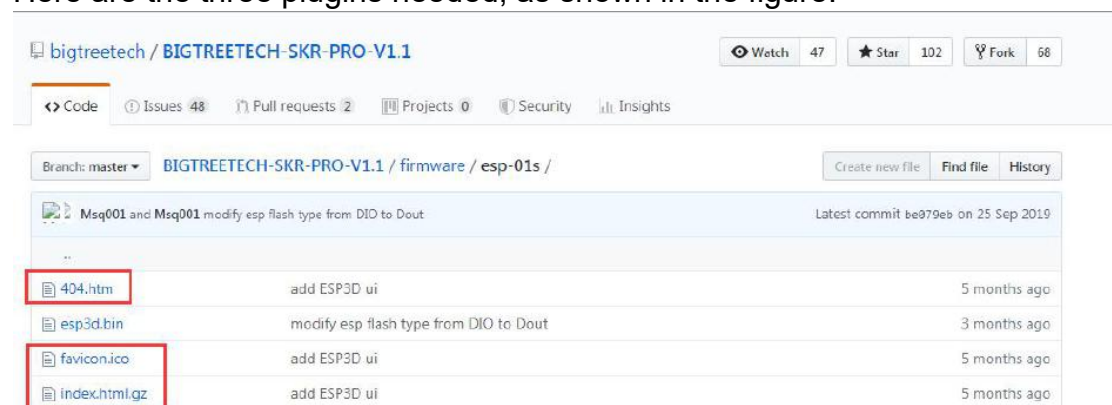 Here are the three plugins needed, as shown in the figure:
bigtreetech / BIGTREETECH-SKR-PRO-V1.1 Watch 47 Star 102 Fork 68
Code Issues 48 Pull requests 2 Projects 0 Security Insights
Branch: master BIGTREETECH-SKR-PRO-V1.1 / firmware / esp-01s / Create new file Find file History
Msq001 and Msq001 modify esp flash type from DIO to Dout Latest commit be079eb on 25 Sep 2019
..
404.htm add ESP3D ui 5 months ago
esp3d.bin modify esp flash type from DIO to Dout 3 months ago
favicon.ico add ESP3D ui 5 months ago
index.html.gz add ESP3D ui 5 months ago